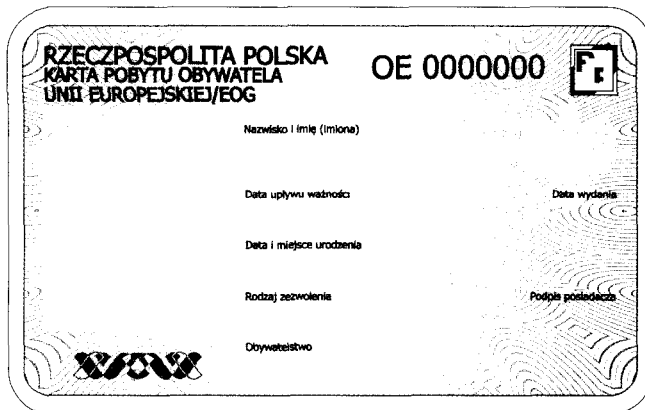 RZECZPOSPOLITA POLSKA
KARTA POBYTU OBYWATELA
UNII EUROPEJSKIEJ/EOG
OE 0000000
Nazwisko i imię (imiona)
Data upływu ważności
Data wydania
Data i miejsce urodzenia
Rodzaj zezwolenia
Podpis posiadacza
Obywatelstwo